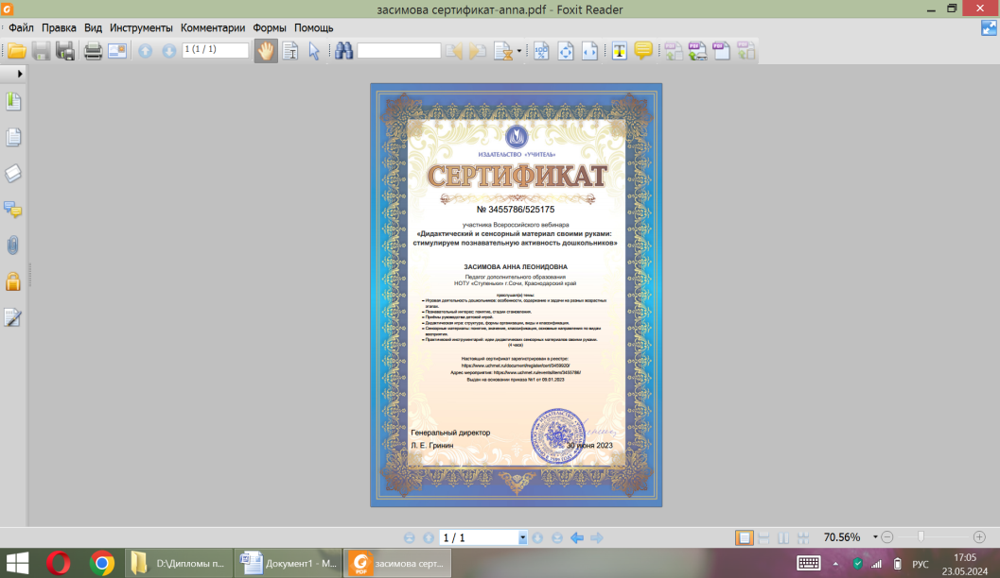 засимова сертификат-anna.pdf - Foxit Reader
Файл Правка Вид Инструменты Комментарии Формы Помощь
1 (1 / 1)
ИЗДАТЕЛЬСТВО «УЧИТЕЛЬ»
СЕРТИФИКАТ
№ 3455786/525175
участника Всероссийского вебинара
«Дидактический и сенсорный материал своими руками:
стимулируем познавательную активность дошкольников»
ЗАСИМОВА АННА ЛЕОНИДОВНА
Педагог дополнительного образования
НОТУ «Ступеньки» г.Сочи, Краснодарский край
прослушал(а) темы:
– Игровая деятельность дошкольников: особенности, содержание и задачи на разных возрастных
этапах.
– Познавательный интерес: понятие, стадии становления.
– Приёмы руководства детской игрой.
– Дидактическая игра: структура, формы организации, виды и классификация.
– Сенсорные материалы: понятие, значение, классификация, основные направления по видам
восприятия.
– Практический инструментарий: идеи дидактических сенсорных материалов своими руками.
(4 часа)
Настоящий сертификат зарегистрирован в реестре:
https://www.uchmet.ru/document/register/cert/3459920/
Адрес мероприятия: https://www.uchmet.ru/events/item/3455786/
Выдан на основании приказа №1 от 09.01.2023
Генеральный директор
Л. Е. Гринин
30 июня 2023
1 / 1
70.56%
D:\Дипломы п...
Документ1 - M...
засимова серт...
РУС
17:05
23.05.2024